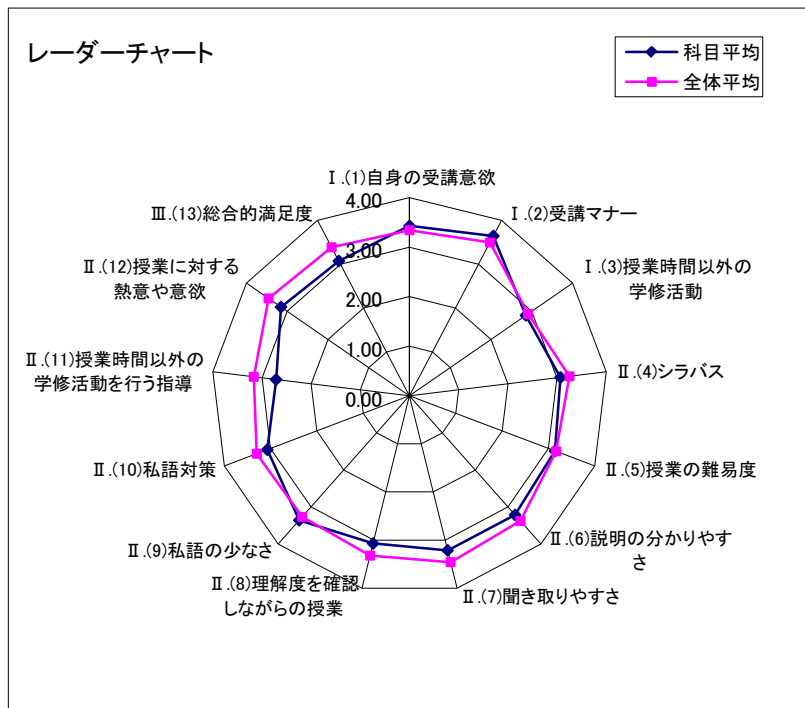 レーダーチャート
科目平均
全体平均
Ⅰ.(1)自身の受講意欲
Ⅰ.(2)受講マナー
Ⅰ.(3)授業時間以外の
学修活動
Ⅱ.(4)シラバス
Ⅱ.(5)授業の難易度
Ⅱ.(6)説明の分かりやす
さ
Ⅱ.(7)聞き取りやすさ
Ⅱ.(8)理解度を確認
しながらの授業
Ⅱ.(9)私語の少なさ
Ⅱ.(10)私語対策
Ⅱ.(11)授業時間以外の
学修活動を行う指導
Ⅱ.(12)授業に対する
熱意や意欲
Ⅲ.(13)総合的満足度
4.00
3.00
2.00
1.00
0.00